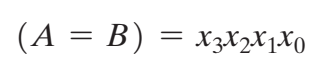 (A = B) = x₃x₂x₁x₀